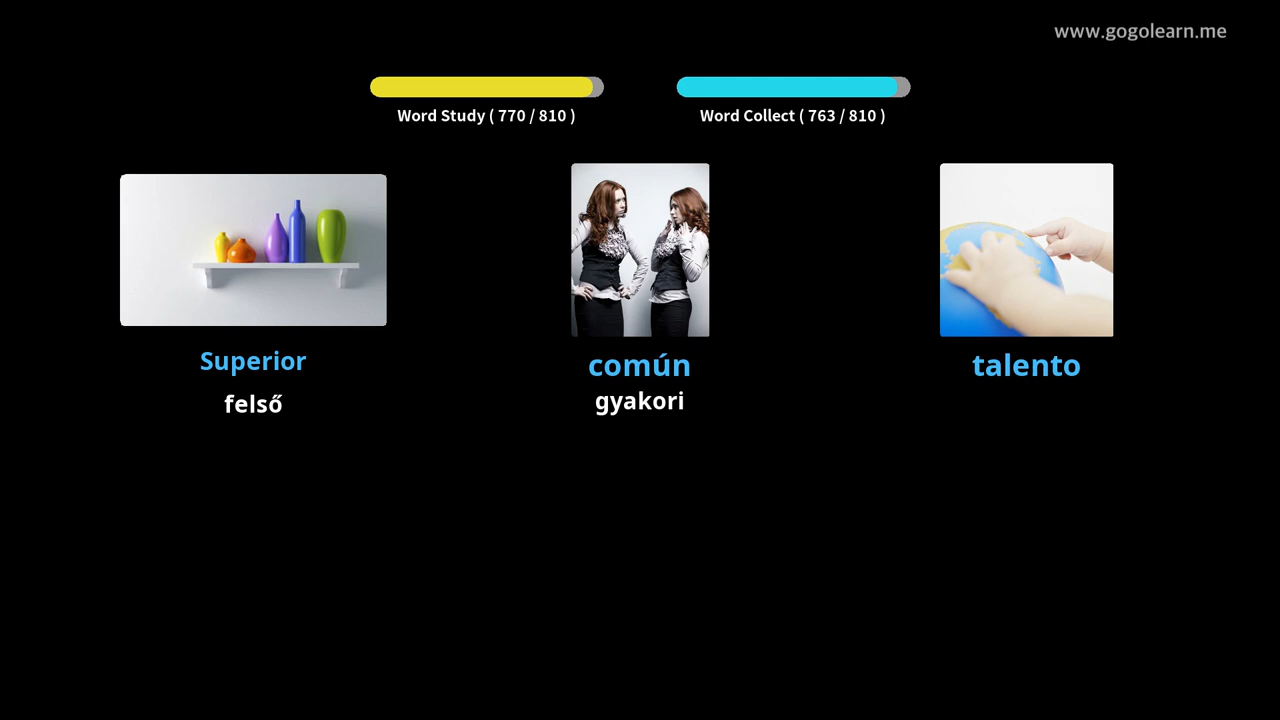 www.gogolearn.me
Word Study ( 770 / 810 )
Word Collect ( 763 / 810 )
Superior
felső
común
gyakori
talento